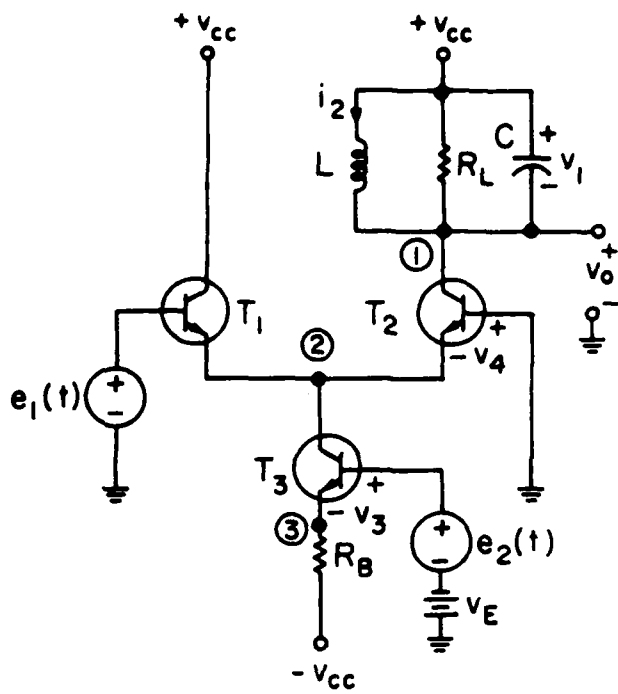 + Vcc
+ Vcc
i2
L
RL
C
+
V1
-
①
+
Vo
-
T1
T2
+
- V4
②
e1(t)
+
-
T3
+
- V3
③
RB
+
-
e2(t)
VE
- Vcc